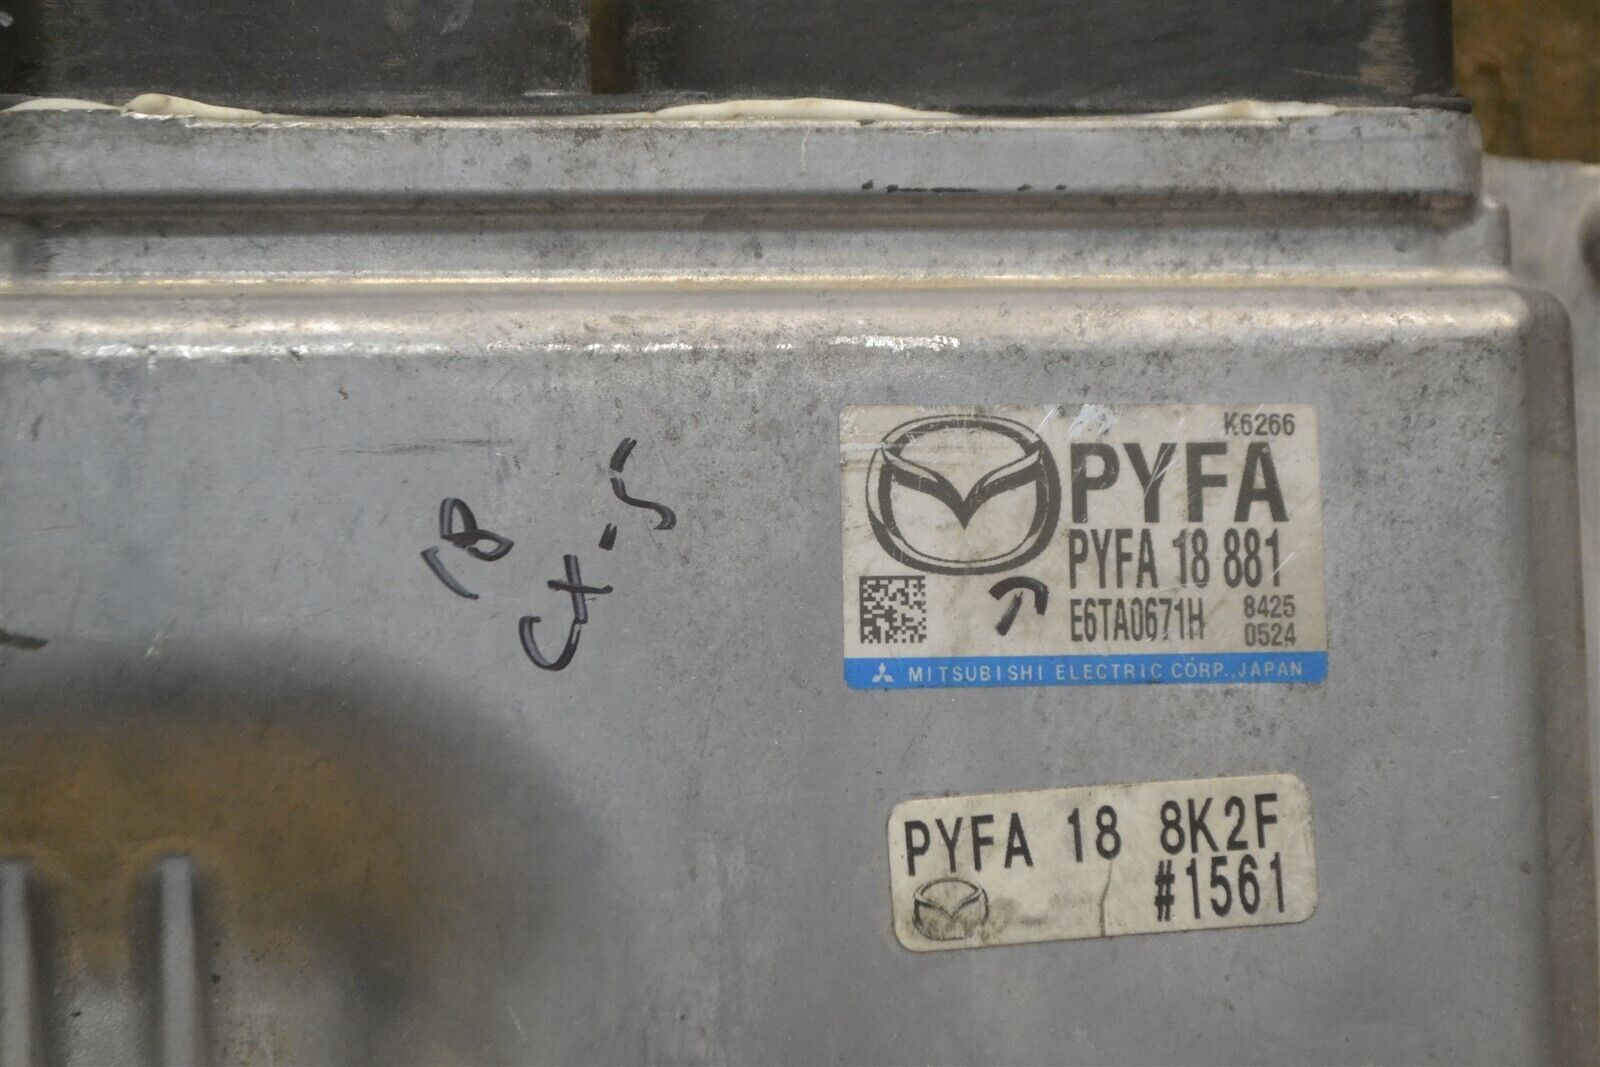 K6266
PYFA
PYFA 18 881
E6TA0671H 8425
0524
MITSUBISHI ELECTRIC CORP., JAPAN
18
CX-5
PYFA 18 8K2F
#1561